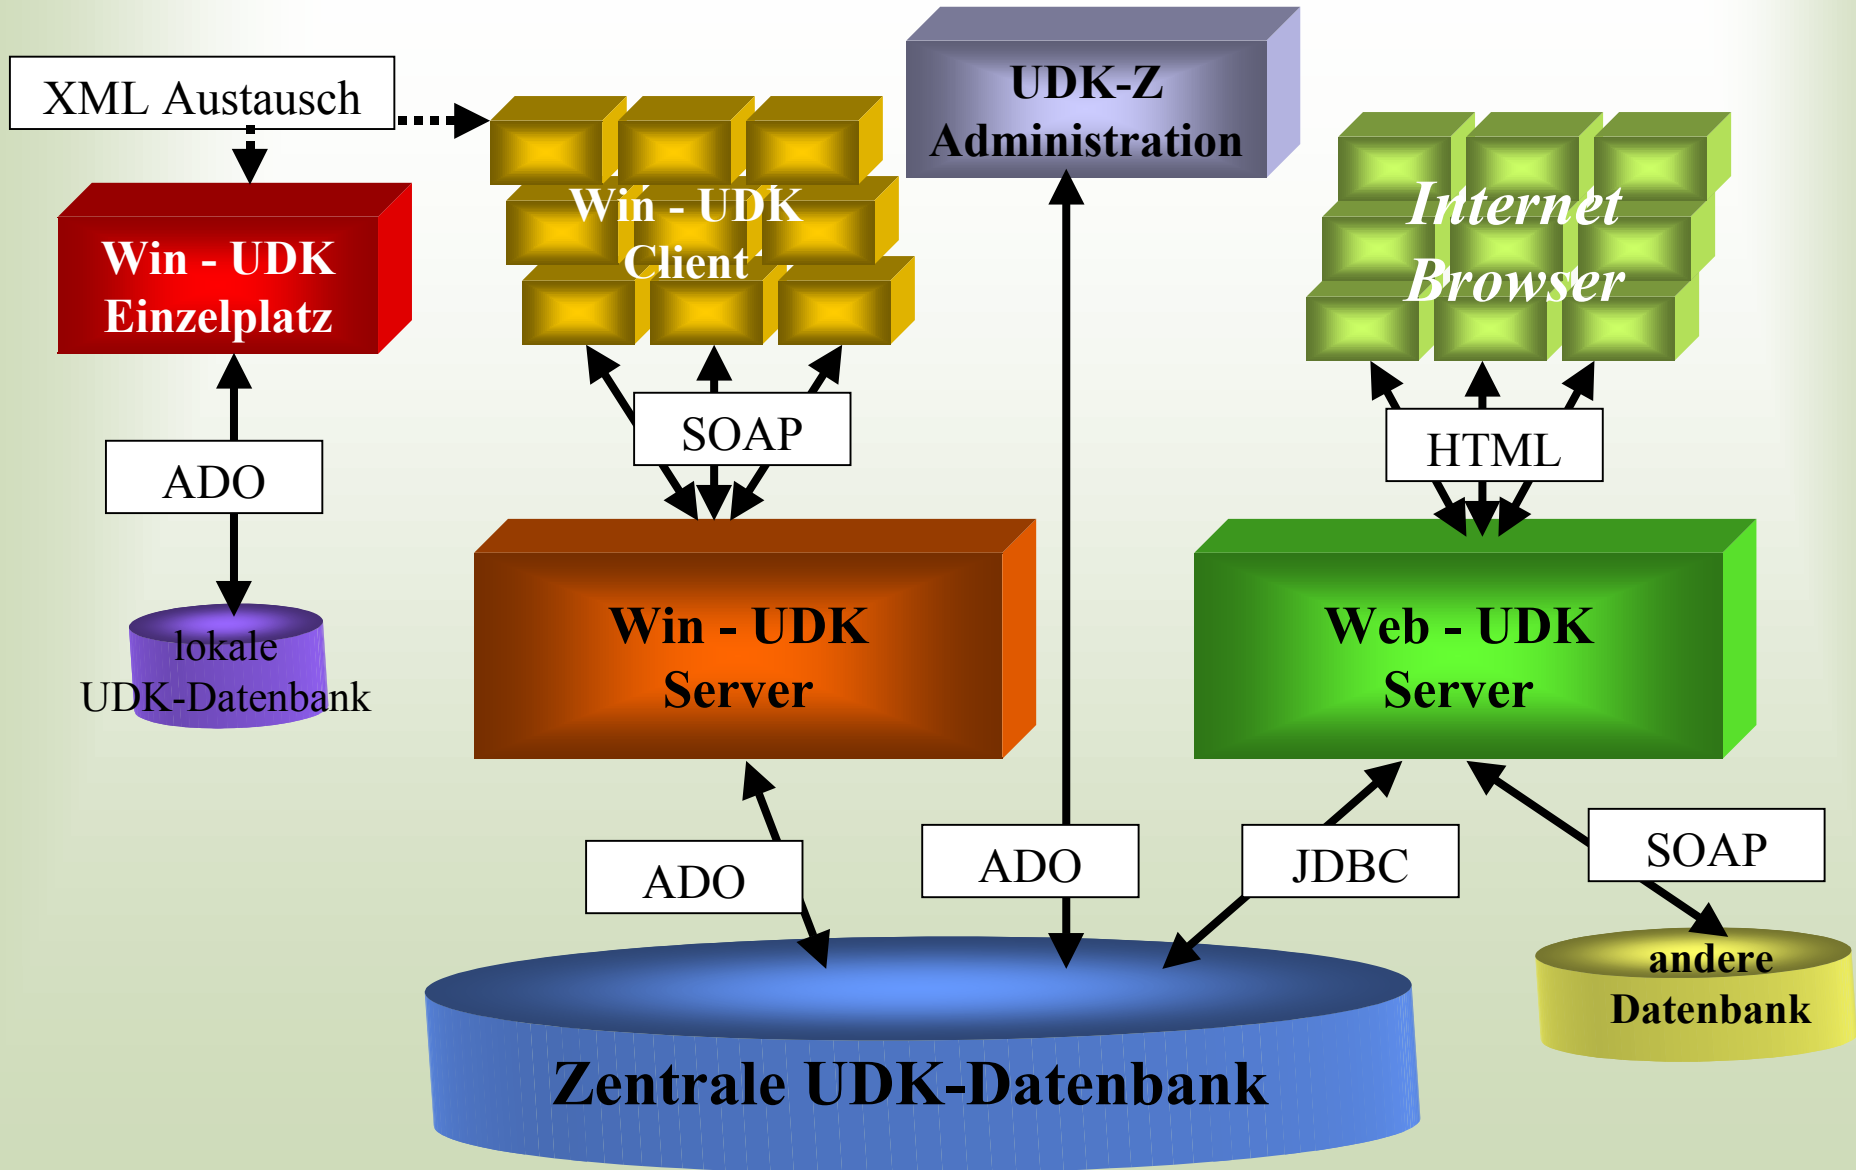 XML Austausch
UDK-Z
Administration
Win - UDK
Client
Internet
Browser
Win - UDK
Einzelplatz
SOAP
HTML
ADO
Win - UDK
Server
Web - UDK
Server
lokale
UDK-Datenbank
ADO
ADO
JDBC
SOAP
andere
Datenbank
Zentrale UDK-Datenbank